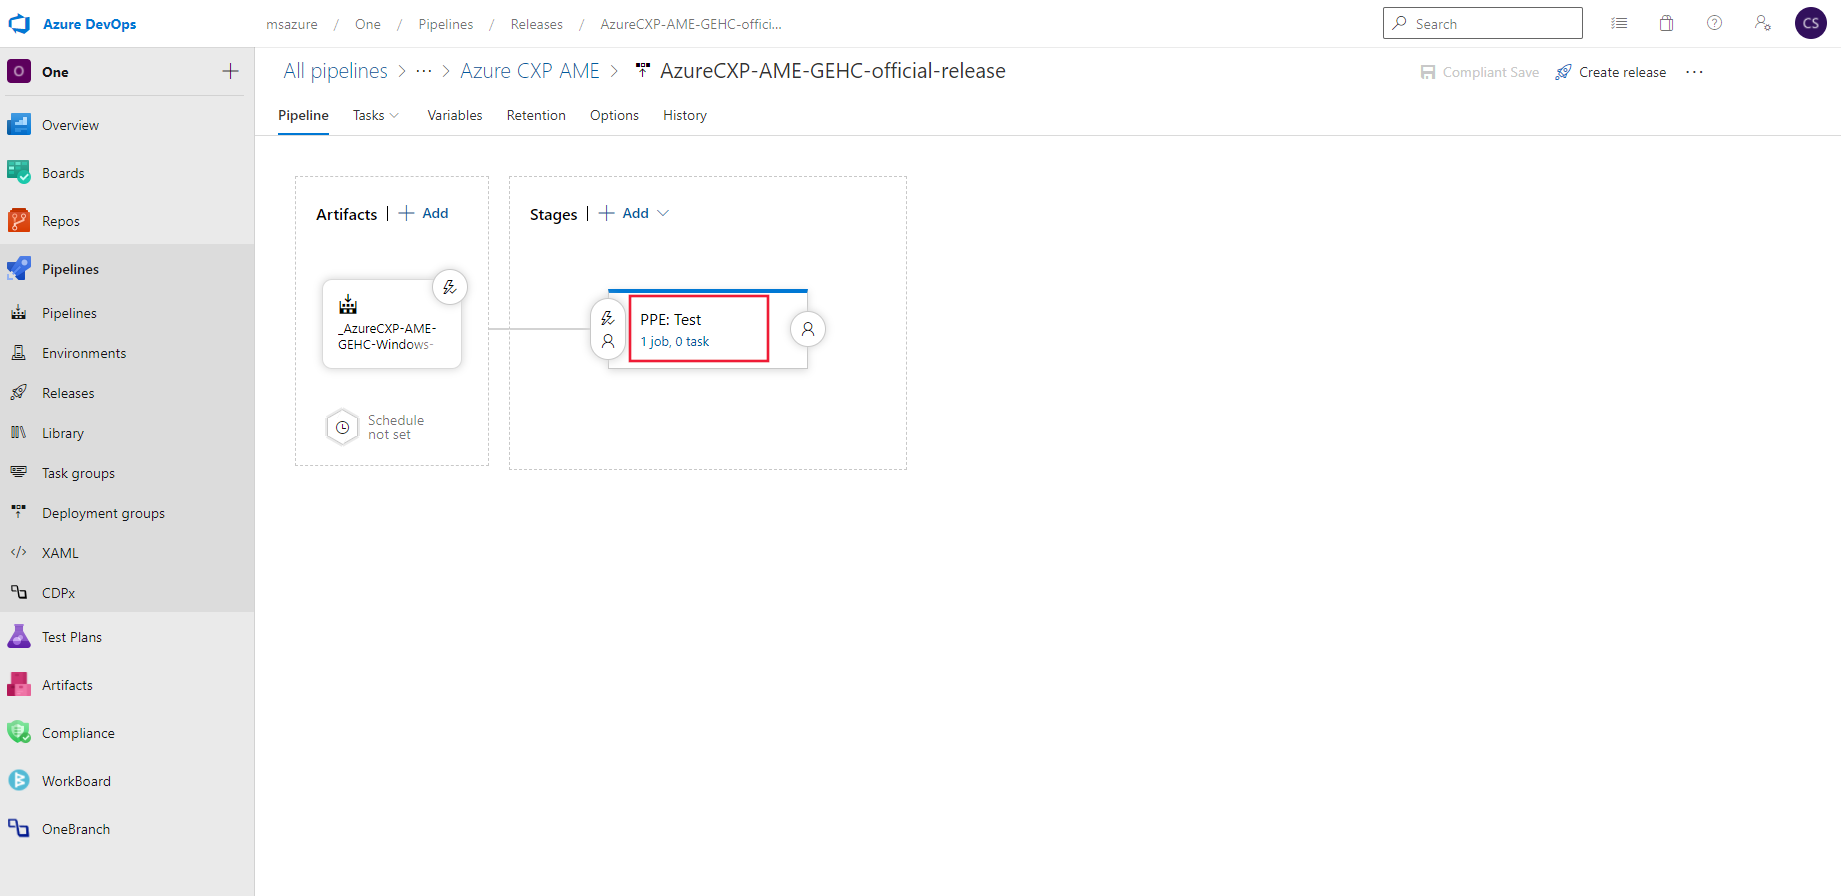 Azure DevOps
msazure / One / Pipelines / Releases / AzureCXP-AME-GEHC-offici...
Search
CS
O One
All pipelines > ··· > Azure CXP AME > AzureCXP-AME-GEHC-official-release
Compliant Save
Create release
Pipeline Tasks Variables Retention Options History
Overview
Boards
Repos
Pipelines
Pipelines
Environments
Releases
Library
Task groups
Deployment groups
XAML
CDPx
Test Plans
Artifacts
Compliance
WorkBoard
OneBranch
Artifacts | + Add
_AzureCXP-AME-
GEHC-Windows-
Schedule
not set
Stages | + Add
PPE: Test
1 job, 0 task